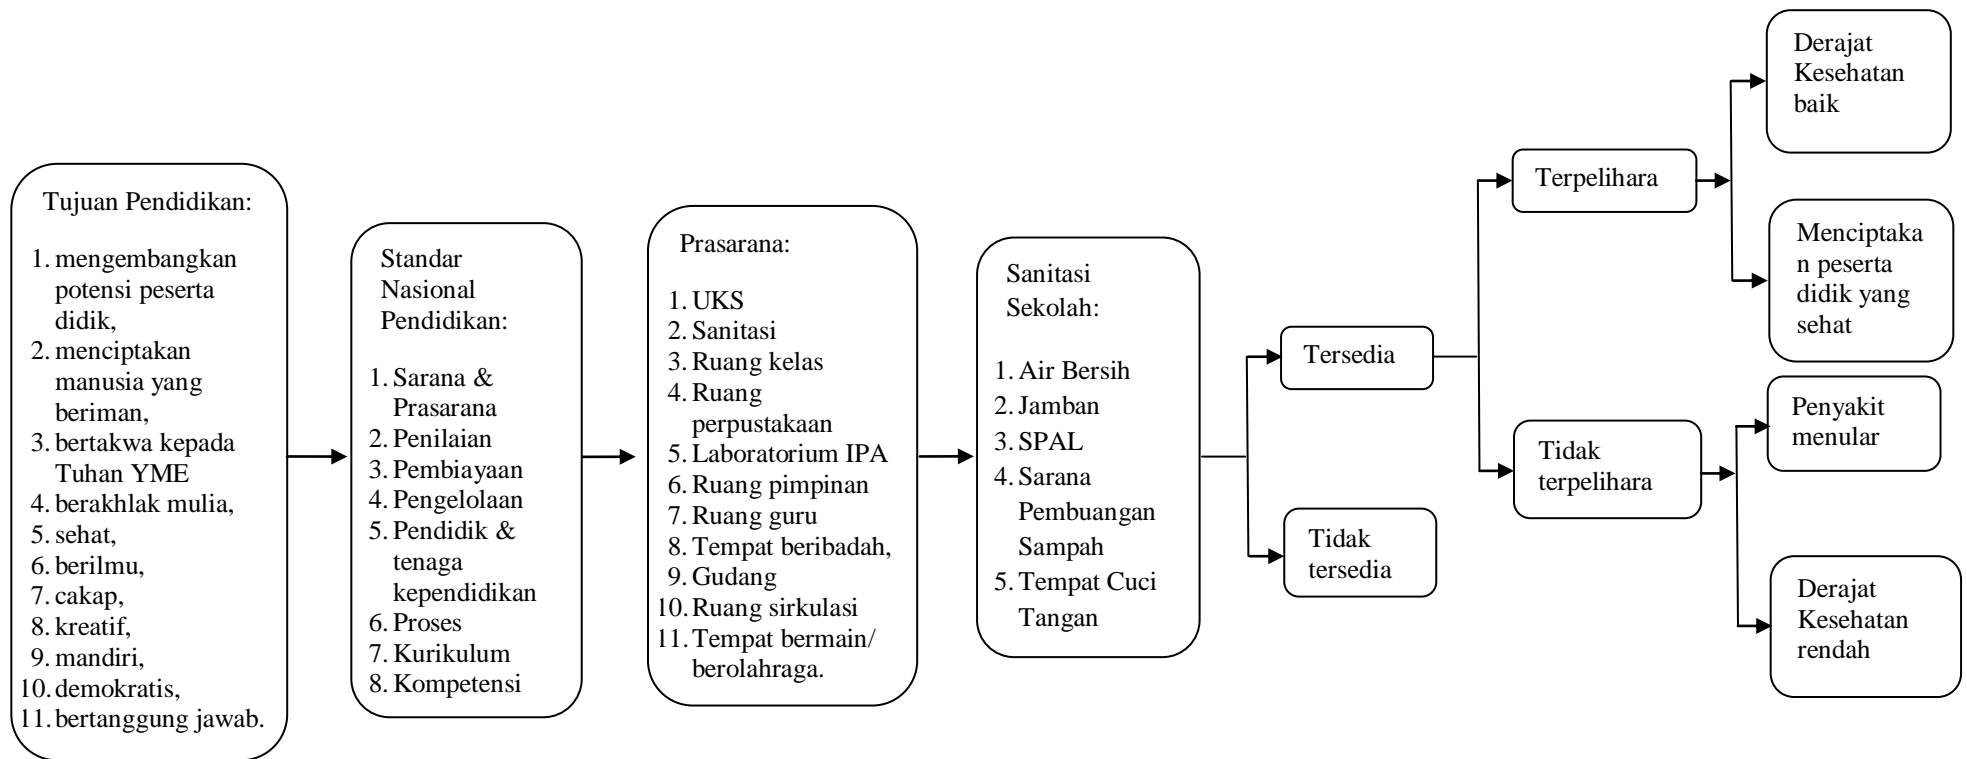 Tujuan Pendidikan:
1. mengembangkan
potensi peserta
didik,
2. menciptakan
manusia yang
beriman,
3. bertakwa kepada
Tuhan YME
4. berakhlak mulia,
5. sehat,
6. berilmu,
7. cakap,
8. kreatif,
9. mandiri,
10. demokratis,
11. bertanggung jawab.
Standar
Nasional
Pendidikan:
1. Sarana &
Prasarana
2. Penilaian
3. Pembiayaan
4. Pengelolaan
5. Pendidik &
tenaga
kependidikan
6. Proses
7. Kurikulum
8. Kompetensi
Prasarana:
1. UKS
2. Sanitasi
3. Ruang kelas
4. Ruang
perpustakaan
5. Laboratorium IPA
6. Ruang pimpinan
7. Ruang guru
8. Tempat beribadah,
9. Gudang
10. Ruang sirkulasi
11. Tempat bermain/
berolahraga.
Sanitasi
Sekolah:
1. Air Bersih
2. Jamban
3. SPAL
4. Sarana
Pembuangan
Sampah
5. Tempat Cuci
Tangan
Tersedia
Tidak
tersedia
Terpelihara
Tidak
terpelihara
Derajat
Kesehatan
baik
Menciptaka
n peserta
didik yang
sehat
Penyakit
menular
Derajat
Kesehatan
rendah